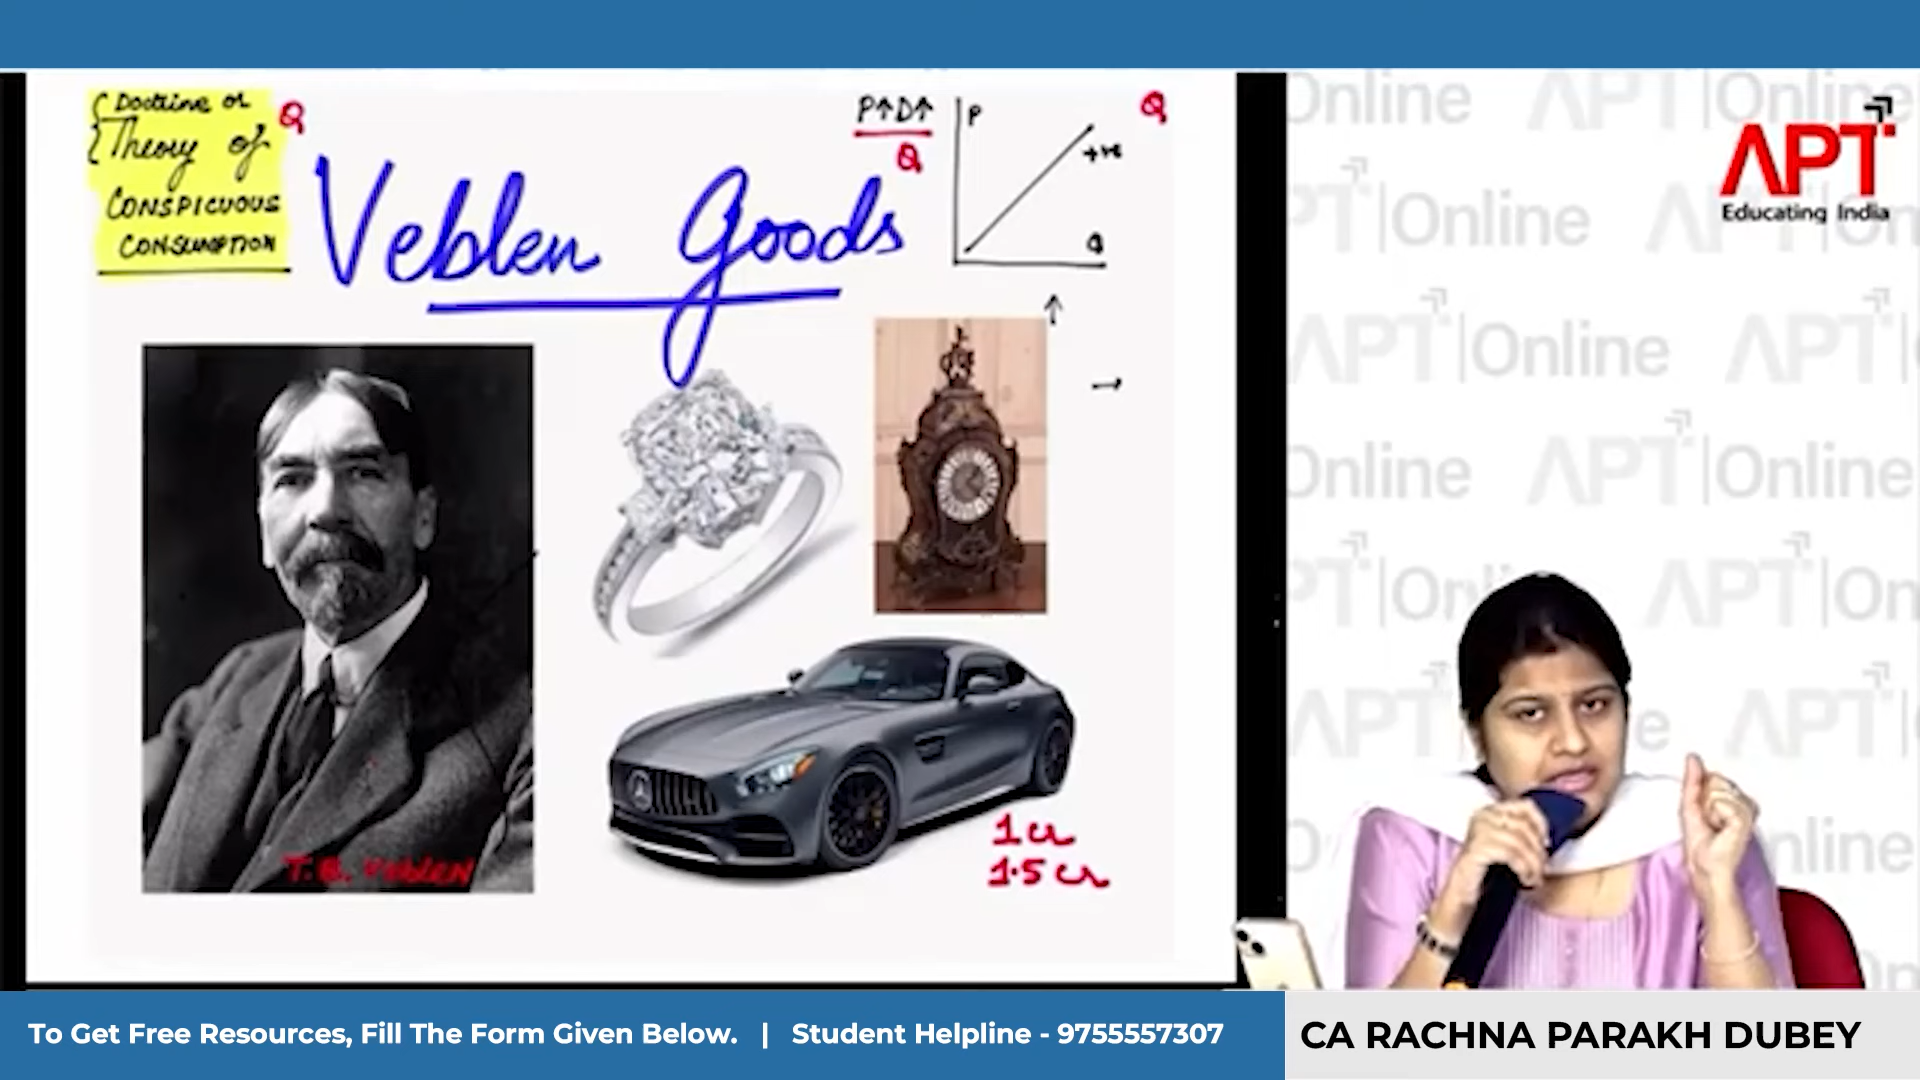 Doctrine or
Theory of
CONSPICUOUS
CONSUMPTION
Q
Veblen Goods
P↑D↑
Q
P
+ve
Q
Q
T.B. VEBLEN
1 cr
1.5 cr
APT
Educating India
APT|Online
To Get Free Resources, Fill The Form Given Below. | Student Helpline - 9755557307
CA RACHNA PARAKH DUBEY